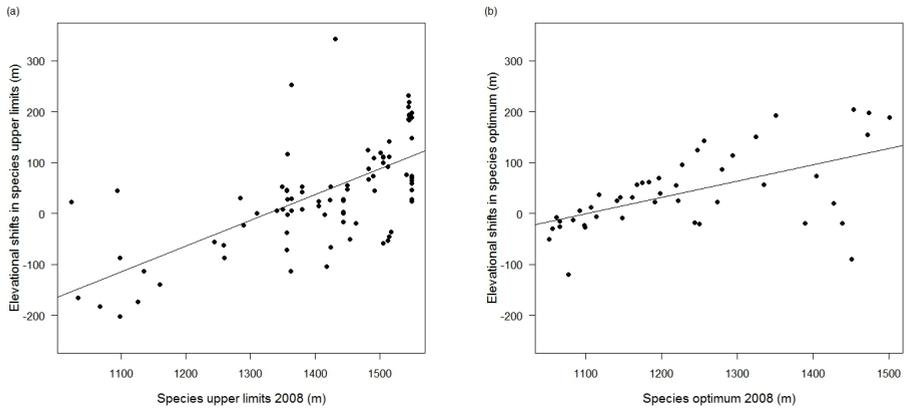 (a)
Elevational shifts in species upper limits (m)
300
200
100
0
-100
-200
1100 1200 1300 1400 1500
Species upper limits 2008 (m)
(b)
Elevational shifts in species optimum (m)
300
200
100
0
-100
-200
1100 1200 1300 1400 1500
Species optimum 2008 (m)